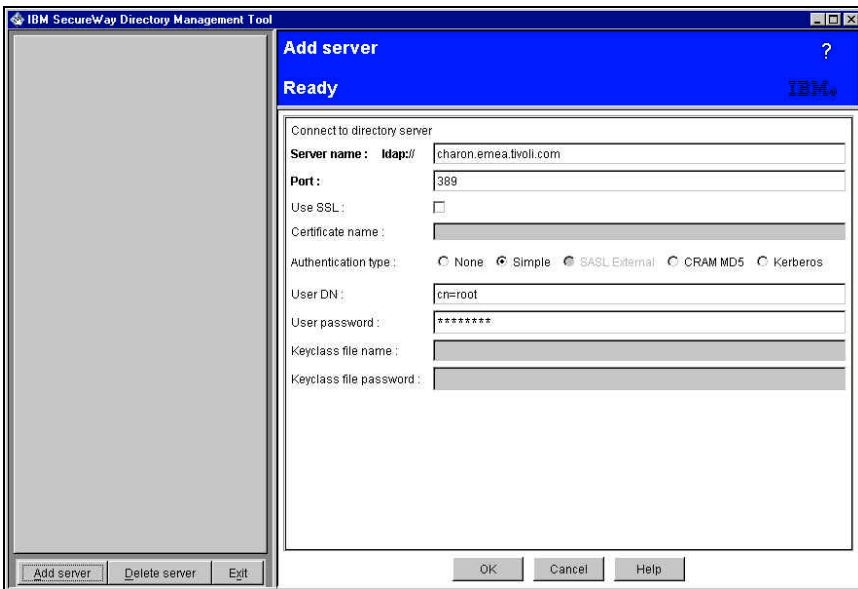 IBM SecureWay Directory Management Tool
Add server ?
Ready IBM
Connect to directory server
Server name : ldap:// charon.emea.tivoli.com
Port : 389
Use SSL :
Certificate name :
Authentication type : None Simple SASL External CRAM MD5 Kerberos
User DN : cn=root
User password : ********
Keyclass file name :
Keyclass file password :
Add server Delete server Exit OK Cancel Help